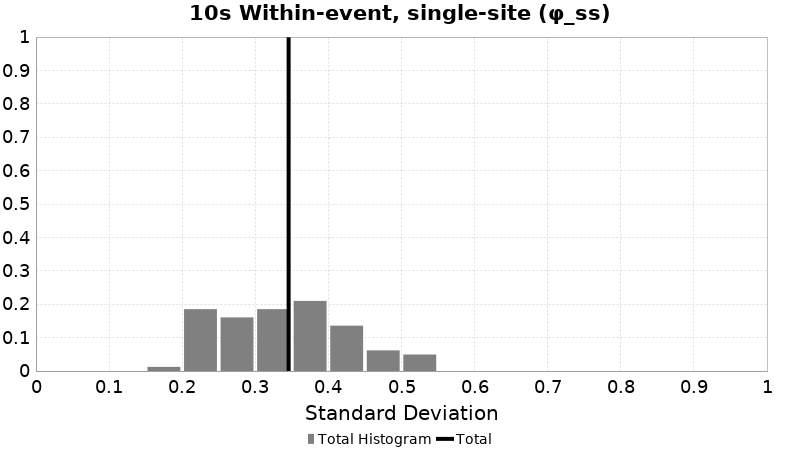 10s Within-event, single-site (φ_ss)
1
0.9
0.8
0.7
0.6
0.5
0.4
0.3
0.2
0.1
0
0 0.1 0.2 0.3 0.4 0.5 0.6 0.7 0.8 0.9 1
Standard Deviation
Total Histogram Total